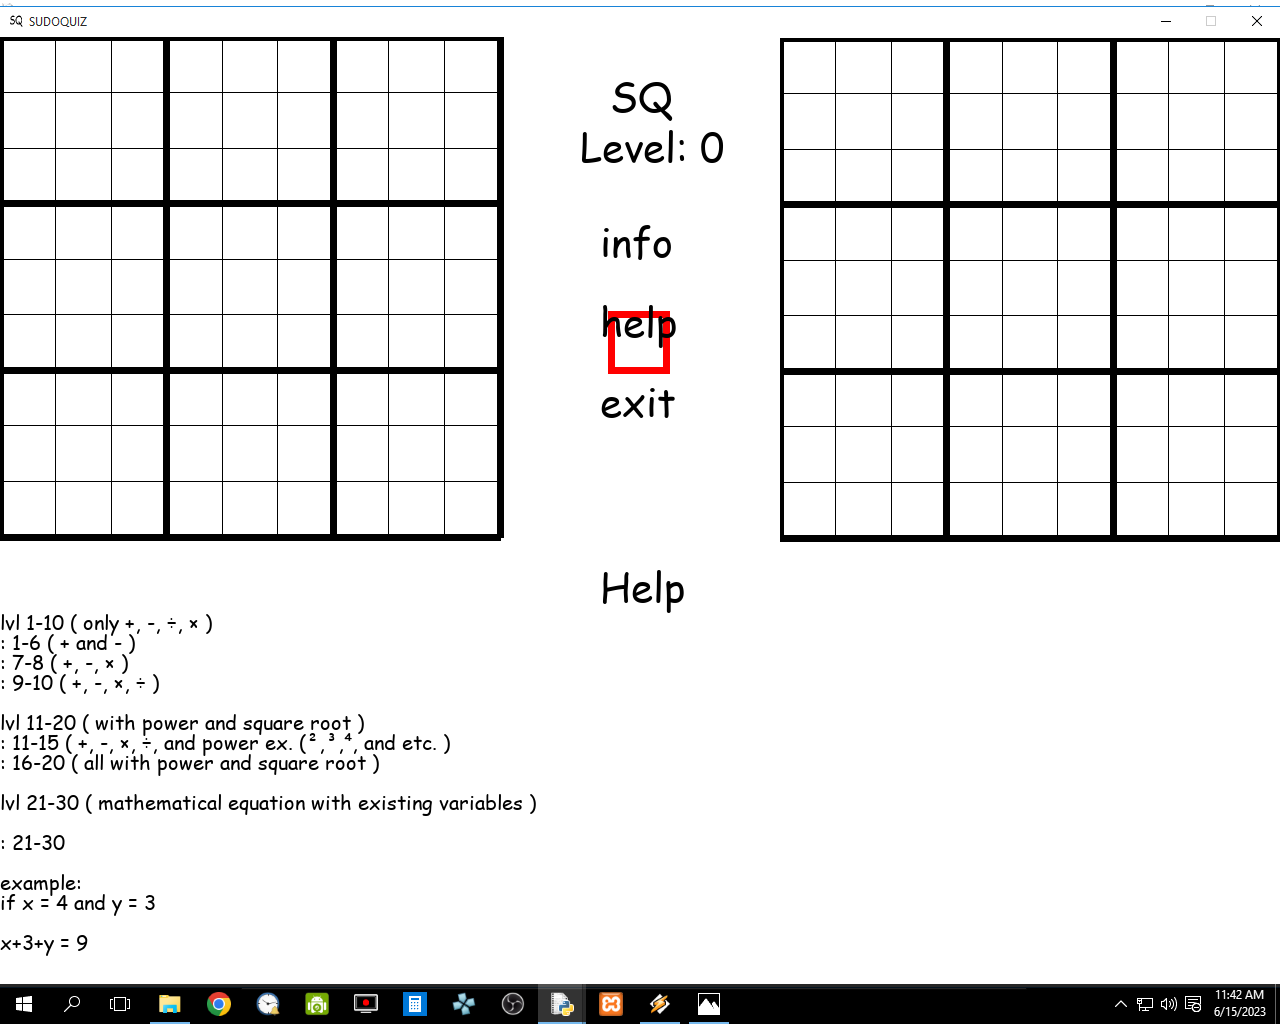 SQ SUDOQUIZ
SQ
Level: 0
info
help
exit
Help
lvl 1-10 ( only +, -, ÷, × )
: 1-6 ( + and - )
: 7-8 ( +, -, × )
: 9-10 ( +, -, ×, ÷ )
lvl 11-20 ( with power and square root )
: 11-15 ( +, -, ×, ÷, and power ex. (² ,³ ,⁴, and etc. )
: 16-20 ( all with power and square root )
lvl 21-30 ( mathematical equation with existing variables )
: 21-30
example:
if x = 4 and y = 3
x+3+y = 9
11:42 AM
6/15/2023